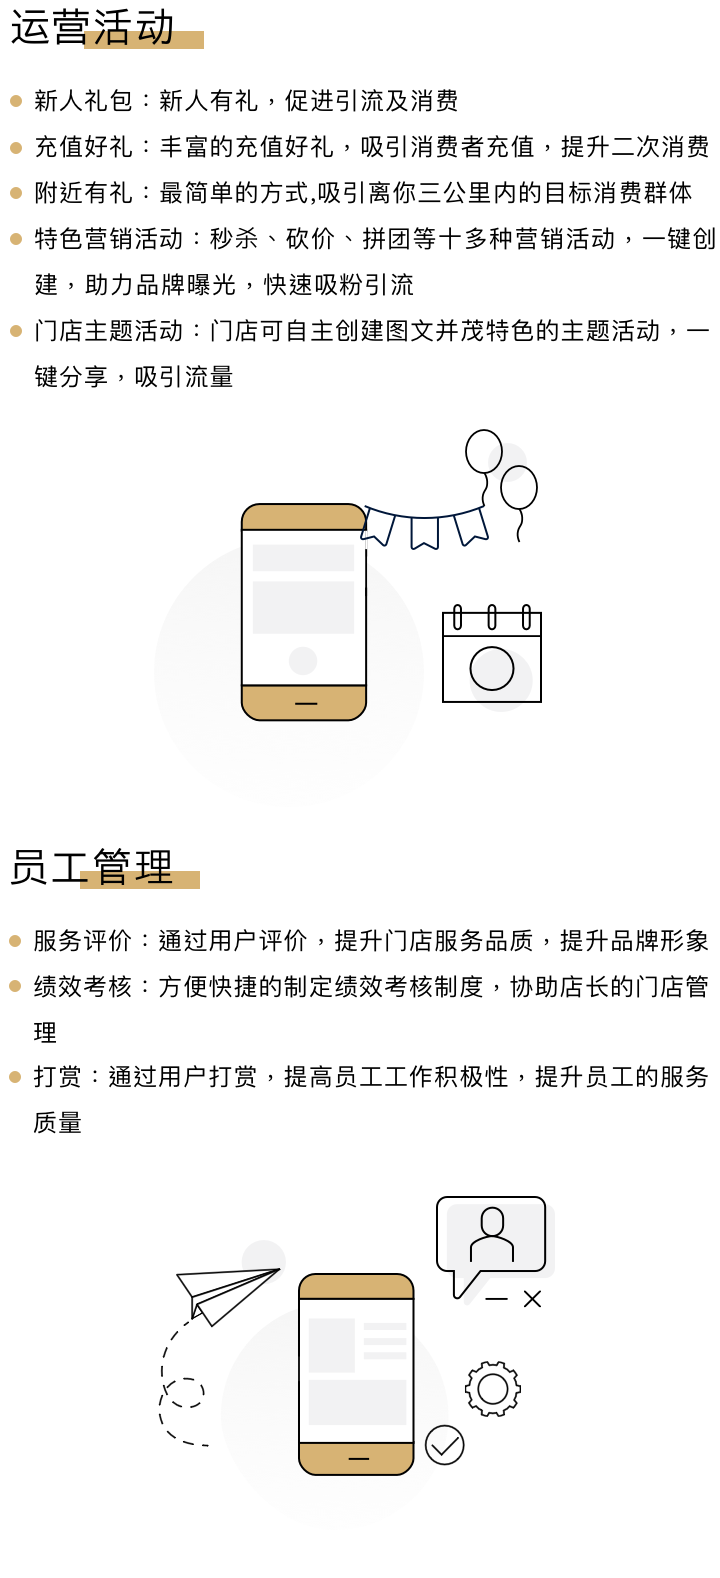 运营活动
新人礼包：新人有礼，促进引流及消费
充值好礼：丰富的充值好礼，吸引消费者充值，提升二次消费
附近有礼：最简单的方式,吸引离你三公里内的目标消费群体
特色营销活动：秒杀、砍价、拼团等十多种营销活动，一键创
建，助力品牌曝光，快速吸粉引流
门店主题活动：门店可自主创建图文并茂特色的主题活动，一
键分享，吸引流量
员工管理
服务评价：通过用户评价，提升门店服务品质，提升品牌形象
绩效考核：方便快捷的制定绩效考核制度，协助店长的门店管
理
打赏：通过用户打赏，提高员工工作积极性，提升员工的服务
质量